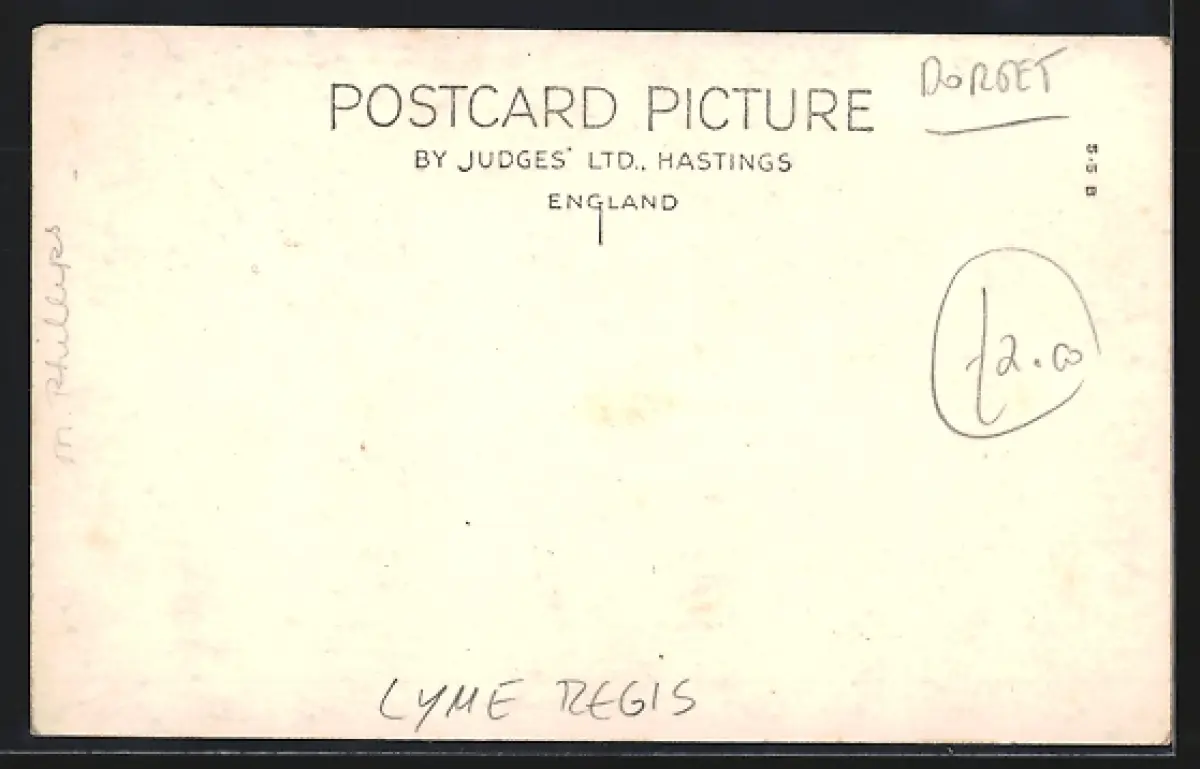 POSTCARD PICTURE
BY JUDGES' LTD., HASTINGS
ENGLAND
DORSET
£2.00
M. Phillips
LYME REGIS